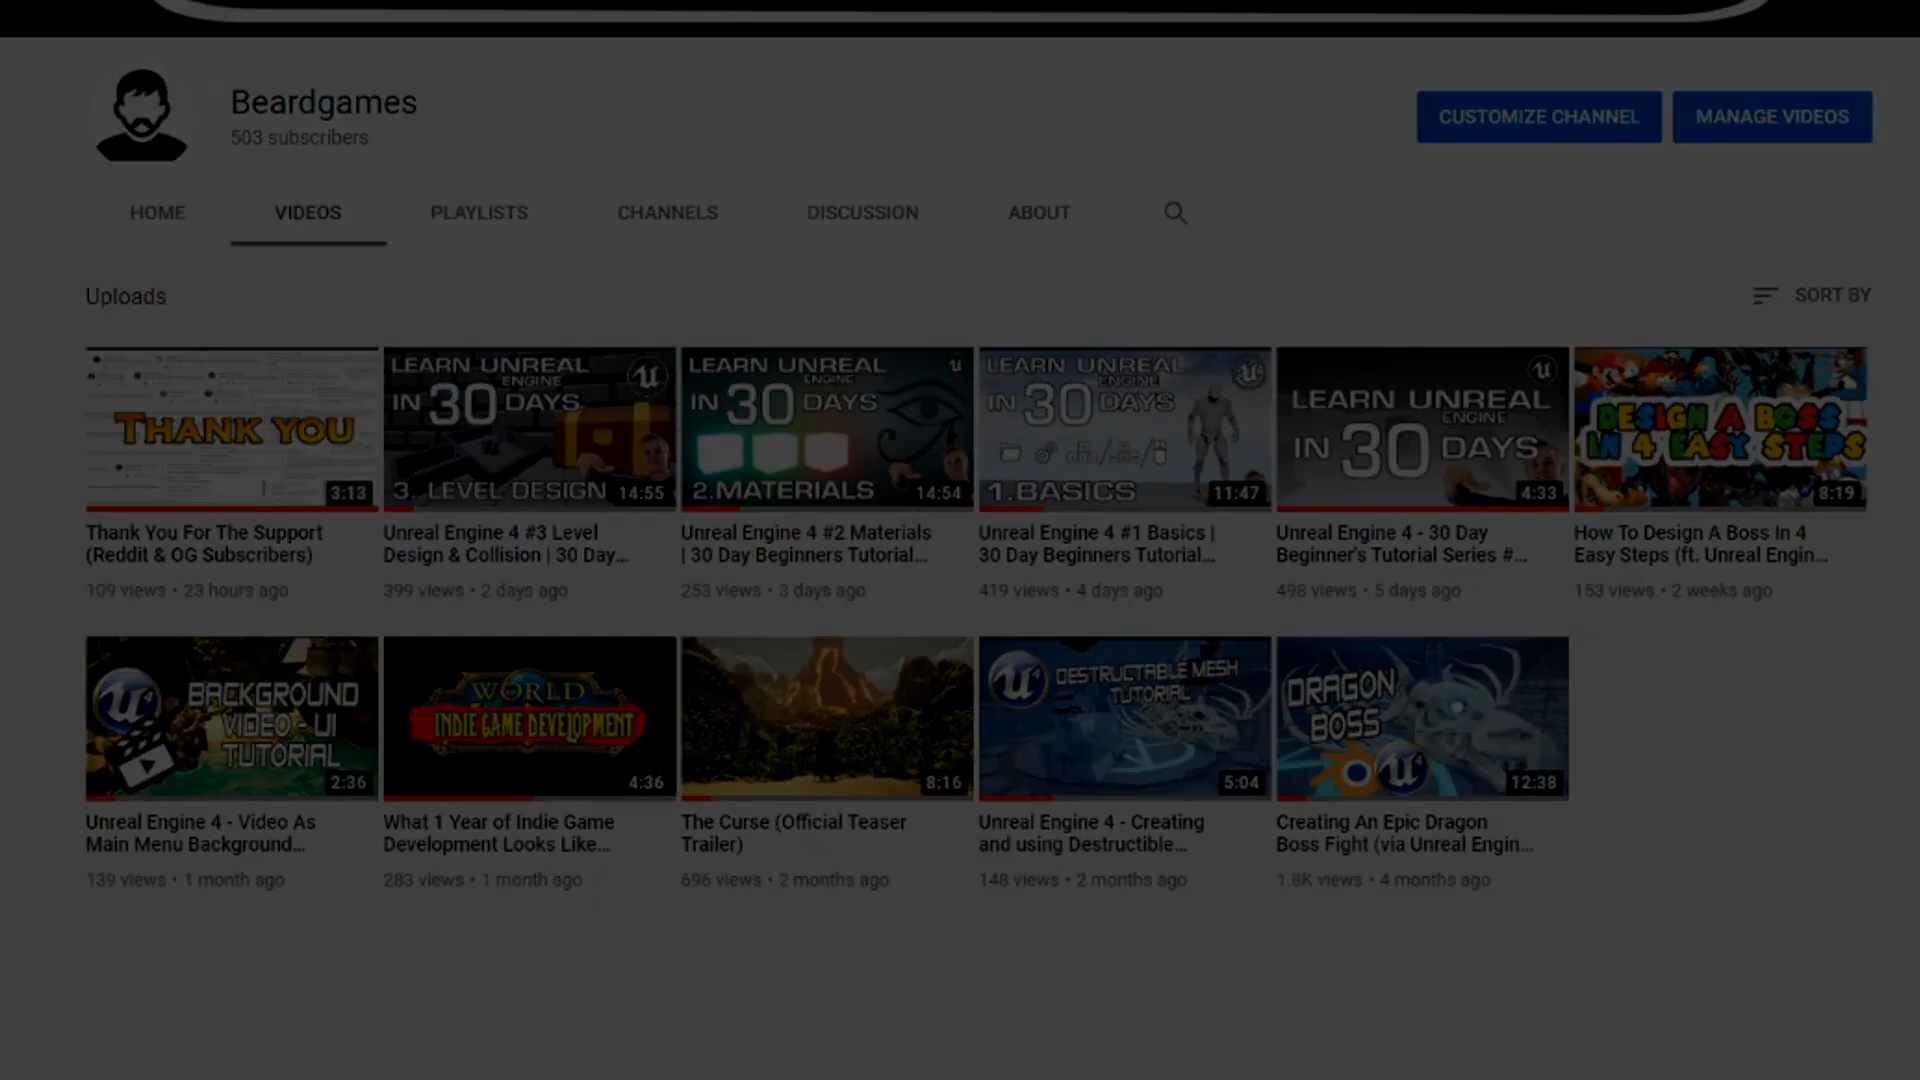 Beardgames
503 subscribers
CUSTOMIZE CHANNEL
MANAGE VIDEOS
HOME
VIDEOS
PLAYLISTS
CHANNELS
DISCUSSION
ABOUT
Uploads
SORT BY
THANK YOU
3:13
LEARN UNREAL
ENGINE
IN 30 DAYS
3. LEVEL DESIGN
14:55
LEARN UNREAL
ENGINE
IN 30 DAYS
2.MATERIALS
14:54
LEARN UNREAL
ENGINE
IN 30 DAYS
1.BASICS
11:47
LEARN UNREAL
ENGINE
IN 30 DAYS
4:33
DESIGN A BOSS
IN 4 EASY STEPS
8:19
Thank You For The Support
(Reddit & OG Subscribers)
109 views • 23 hours ago
Unreal Engine 4 #3 Level
Design & Collision | 30 Day...
399 views • 2 days ago
Unreal Engine 4 #2 Materials
| 30 Day Beginners Tutorial...
253 views • 3 days ago
Unreal Engine 4 #1 Basics |
30 Day Beginners Tutorial...
419 views • 4 days ago
Unreal Engine 4 - 30 Day
Beginner's Tutorial Series #...
498 views • 5 days ago
How To Design A Boss In 4
Easy Steps (ft. Unreal Engin...
153 views • 2 weeks ago
BACKGROUND
VIDEO - UI
TUTORIAL
2:36
WORLD
INDIE GAME DEVELOPMENT
4:36
8:16
DESTRUCTABLE MESH
TUTORIAL
5:04
DRAGON
BOSS
12:38
Unreal Engine 4 - Video As
Main Menu Background...
139 views • 1 month ago
What 1 Year of Indie Game
Development Looks Like...
283 views • 1 month ago
The Curse (Official Teaser
Trailer)
696 views • 2 months ago
Unreal Engine 4 - Creating
and using Destructible...
148 views • 2 months ago
Creating An Epic Dragon
Boss Fight (via Unreal Engin...
1.8K views • 4 months ago